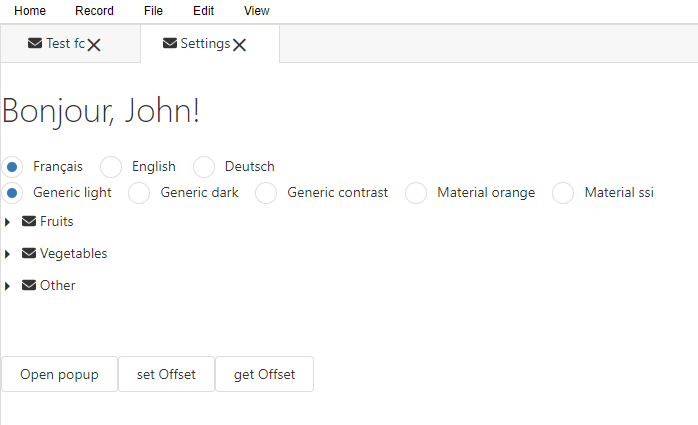 Home Record File Edit View
Test fc Settings
Bonjour, John!
Français English Deutsch
Generic light Generic dark Generic contrast Material orange Material ssi
Fruits
Vegetables
Other
Open popup set Offset get Offset